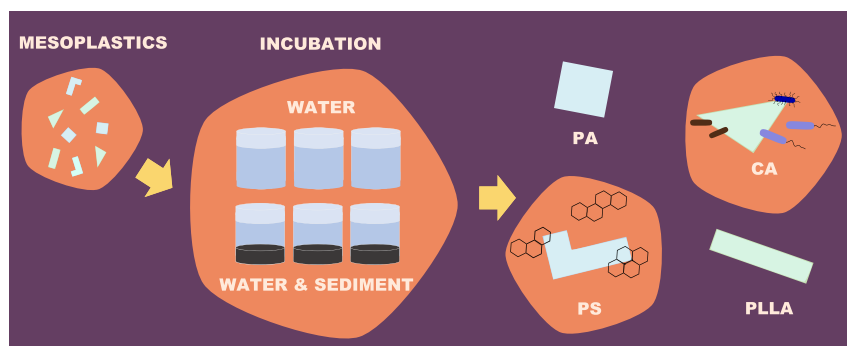 MESOPLASTICS
INCUBATION
WATER
WATER & SEDIMENT
PA
CA
PS
PLLA